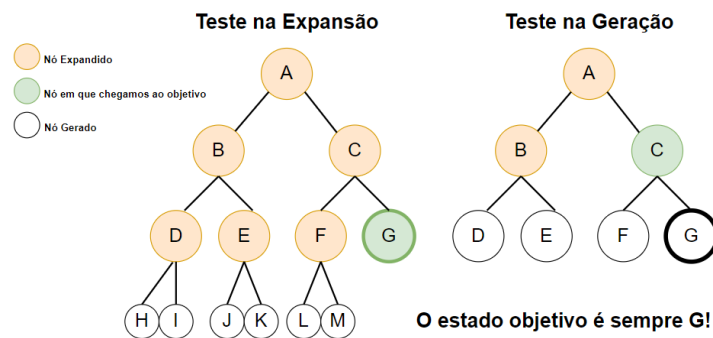 Teste na Expansão
Teste na Geração
Nó Expandido
Nó em que chegamos ao objetivo
Nó Gerado
A
B
C
D
E
F
G
H
I
J
K
L
M
A
B
C
D
E
F
G
O estado objetivo é sempre G!